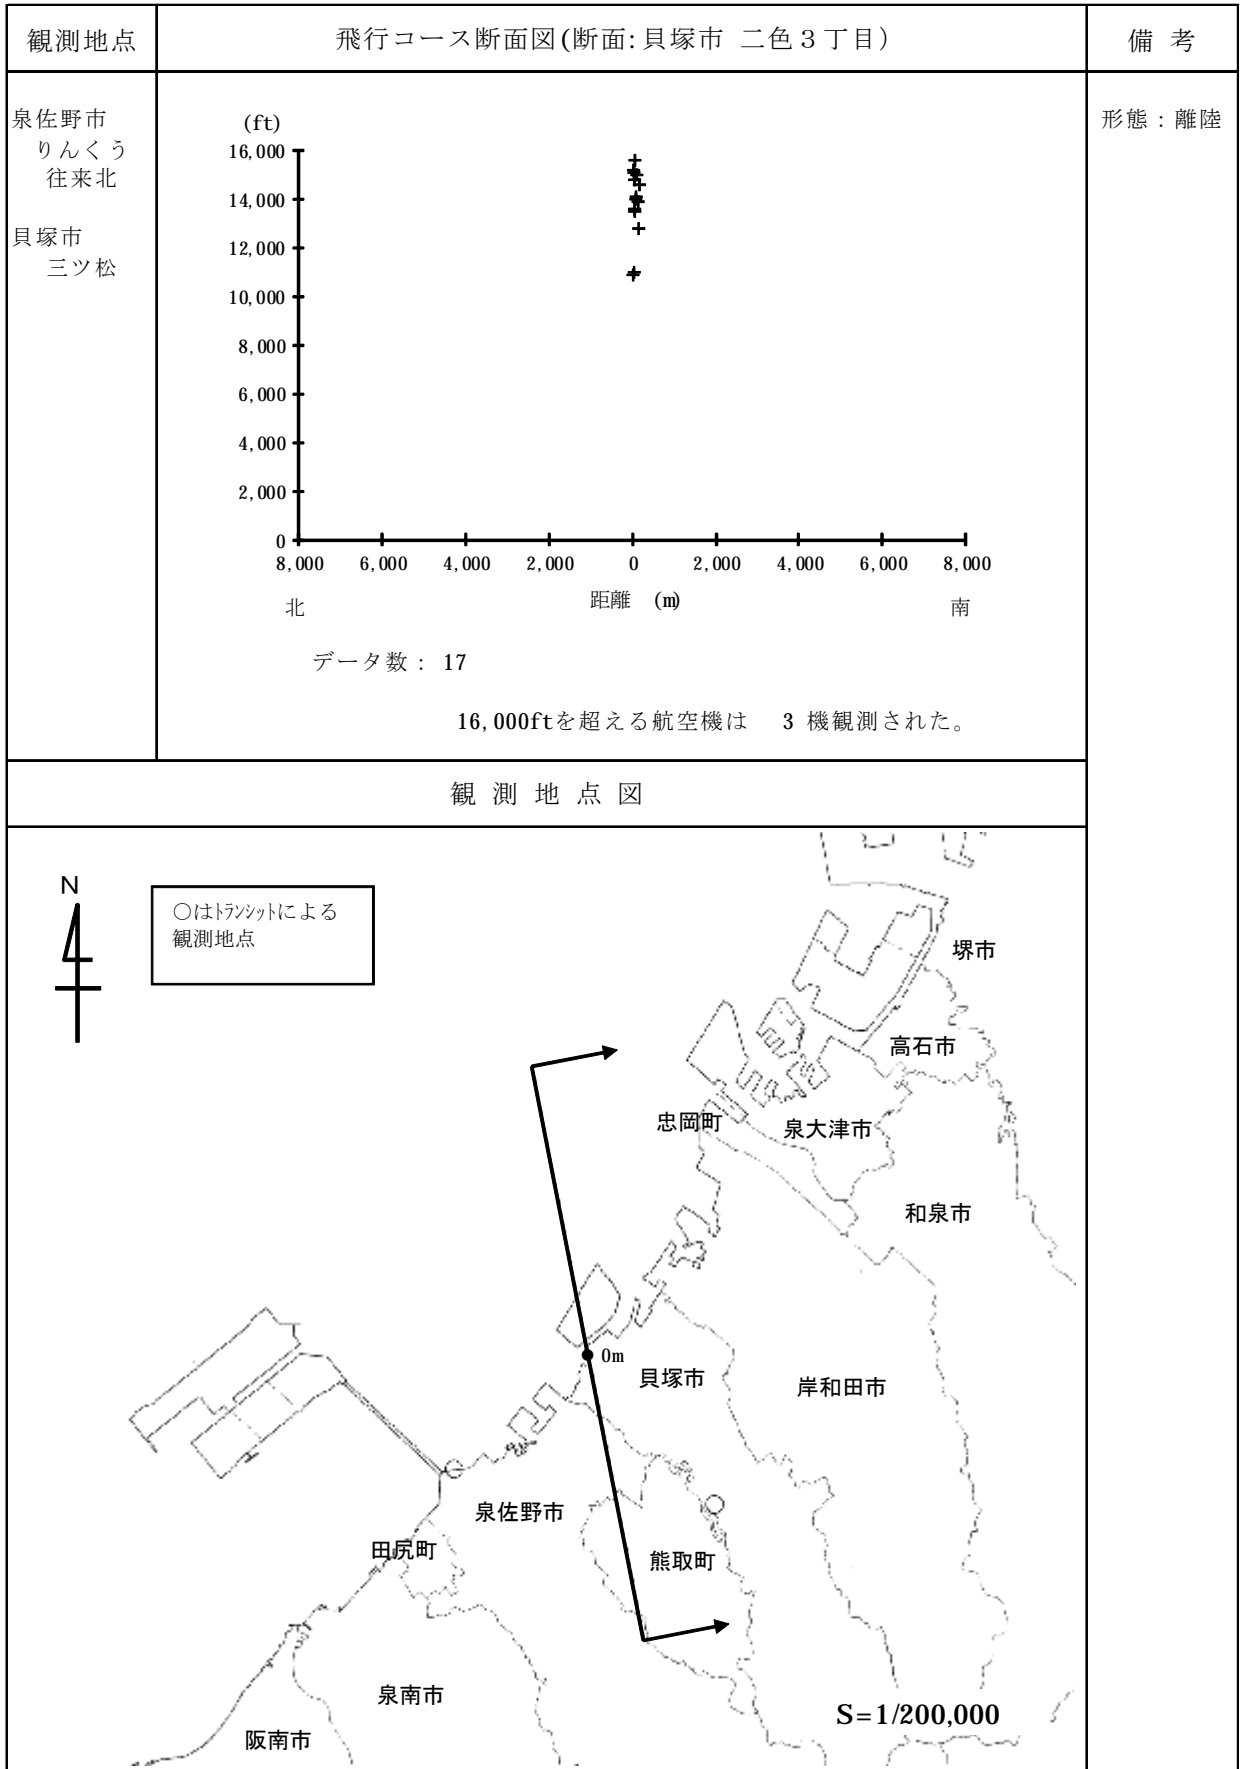 観測地点
飛行コース断面図(断面:貝塚市 二色３丁目)
備 考
泉佐野市
りんくう
往来北
貝塚市
三ツ松
形態：離陸
(ft)
16,000
14,000
12,000
10,000
8,000
6,000
4,000
2,000
0
8,000 6,000 4,000 2,000 0 2,000 4,000 6,000 8,000
北 距離 (m) 南
データ数： 17
16,000ftを超える航空機は 3 機観測された。
観 測 地 点 図
N
○はﾄﾗﾝｼｯﾄによる
観測地点
堺市
高石市
忠岡町
泉大津市
和泉市
0m
貝塚市
岸和田市
泉佐野市
田尻町
熊取町
泉南市
S=1/200,000
阪南市